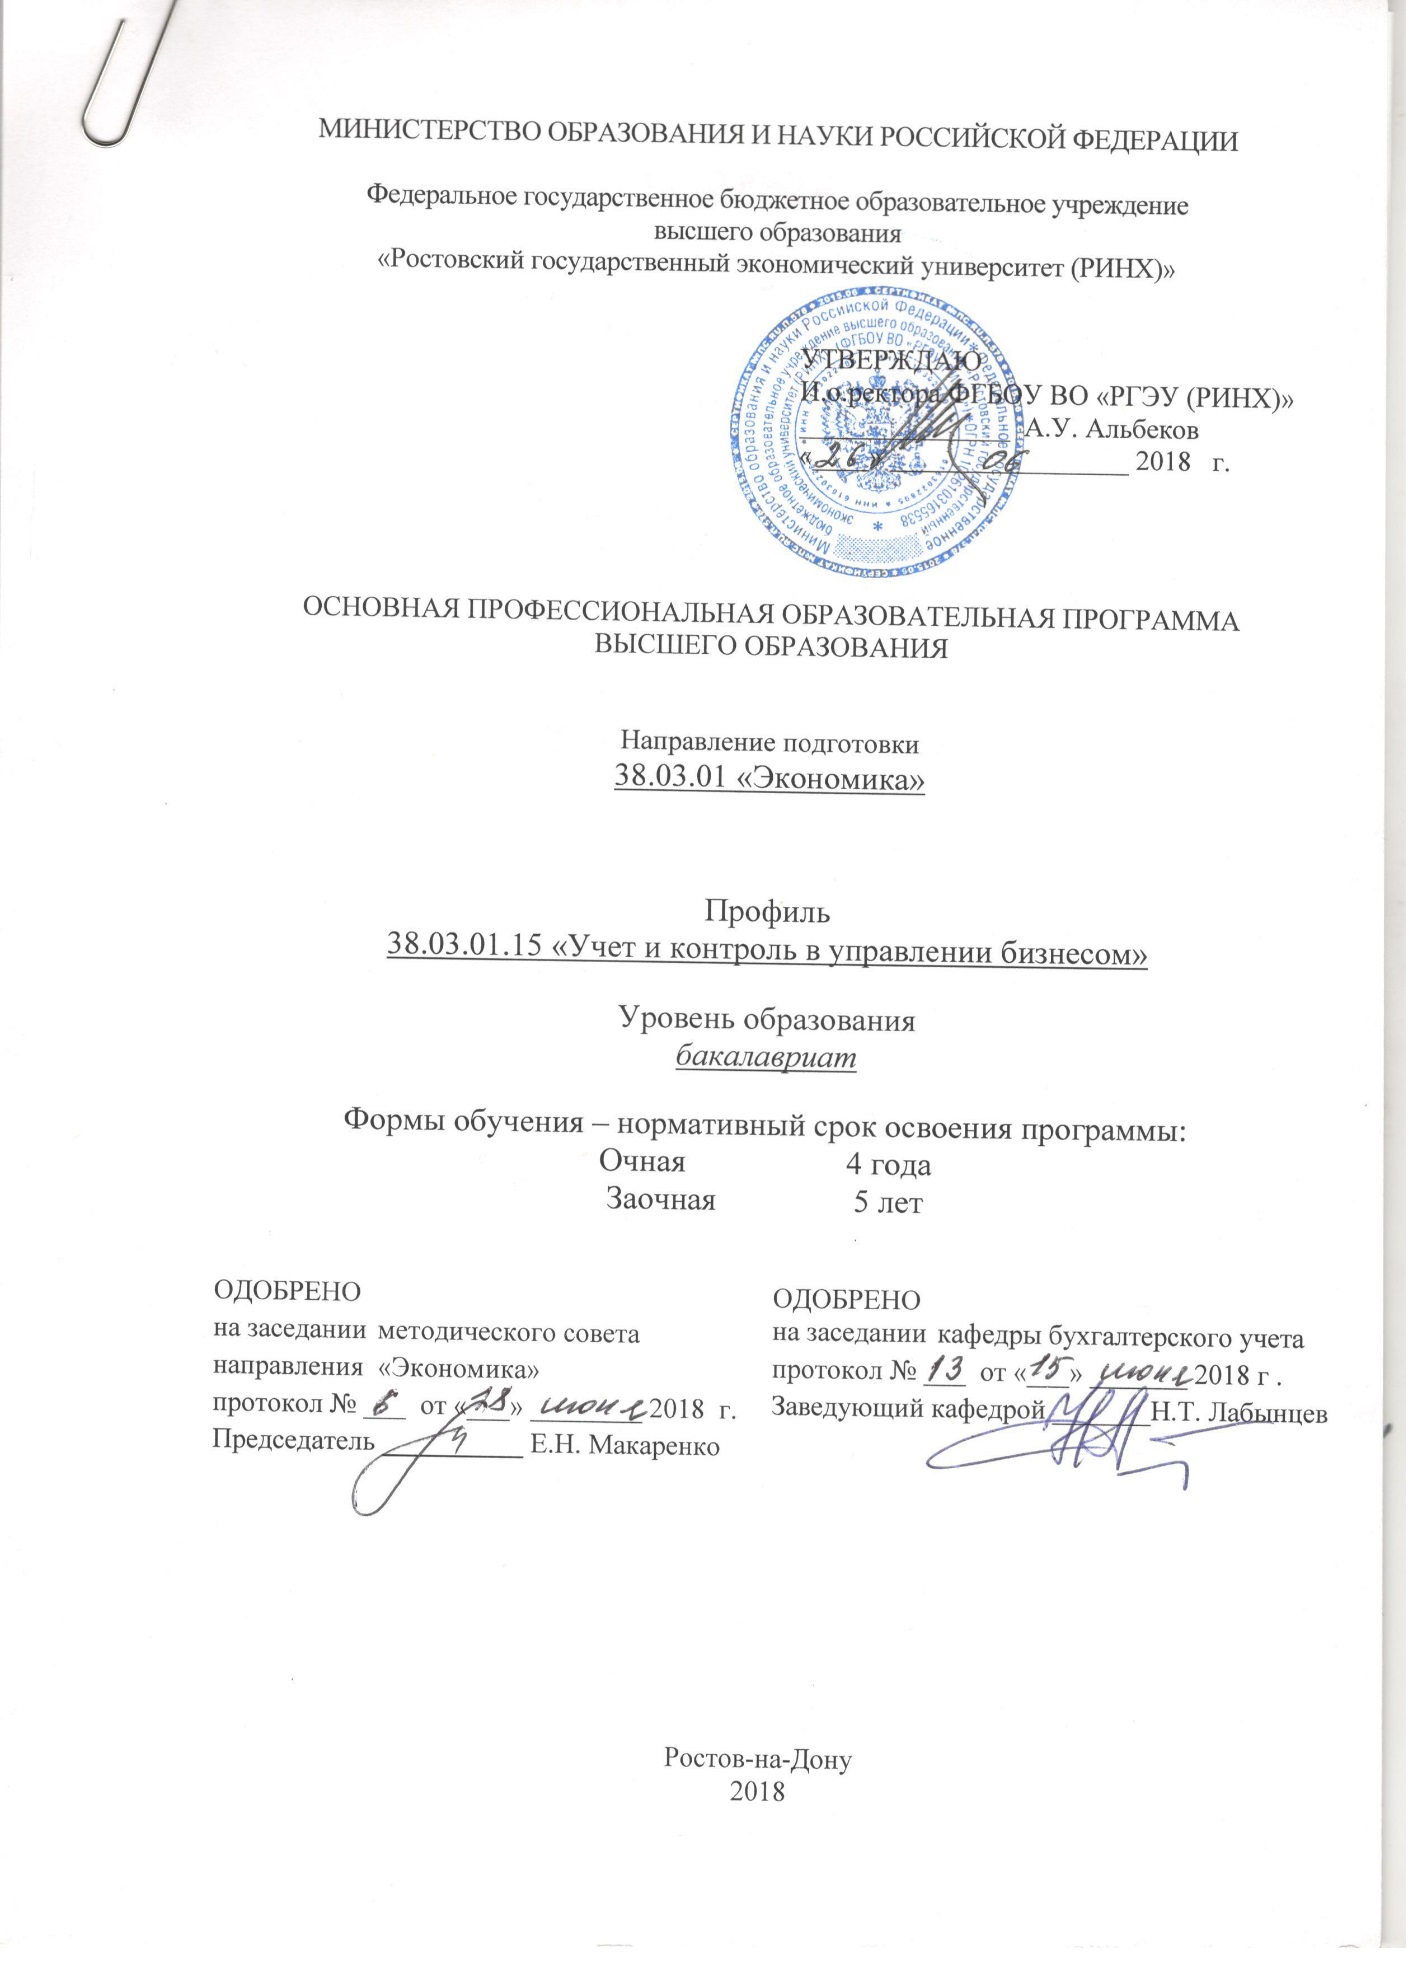 МИНИСТЕРСТВО ОБРАЗОВАНИЯ И НАУКИ РОССИЙСКОЙ ФЕДЕРАЦИИ
Федеральное государственное бюджетное образовательное учреждение
высшего образования
«Ростовский государственный экономический университет (РИНХ)»
УТВЕРЖДАЮ
И.о.ректора ФГБОУ ВО «РГЭУ (РИНХ)»
А.У. Альбеков
«26» 06 2018 г.
ОСНОВНАЯ ПРОФЕССИОНАЛЬНАЯ ОБРАЗОВАТЕЛЬНАЯ ПРОГРАММА
ВЫСШЕГО ОБРАЗОВАНИЯ
Направление подготовки
38.03.01 «Экономика»
Профиль
38.03.01.15 «Учет и контроль в управлении бизнесом»
Уровень образования
бакалавриат
Формы обучения – нормативный срок освоения программы:
Очная 4 года
Заочная 5 лет
ОДОБРЕНО
на заседании методического совета
направления «Экономика»
протокол № от « » июня 2018 г.
Председатель Е.Н. Макаренко
ОДОБРЕНО
на заседании кафедры бухгалтерского учета
протокол № 13 от «15» июня 2018 г .
Заведующий кафедрой Н.Т. Лабынцев
Ростов-на-Дону
2018